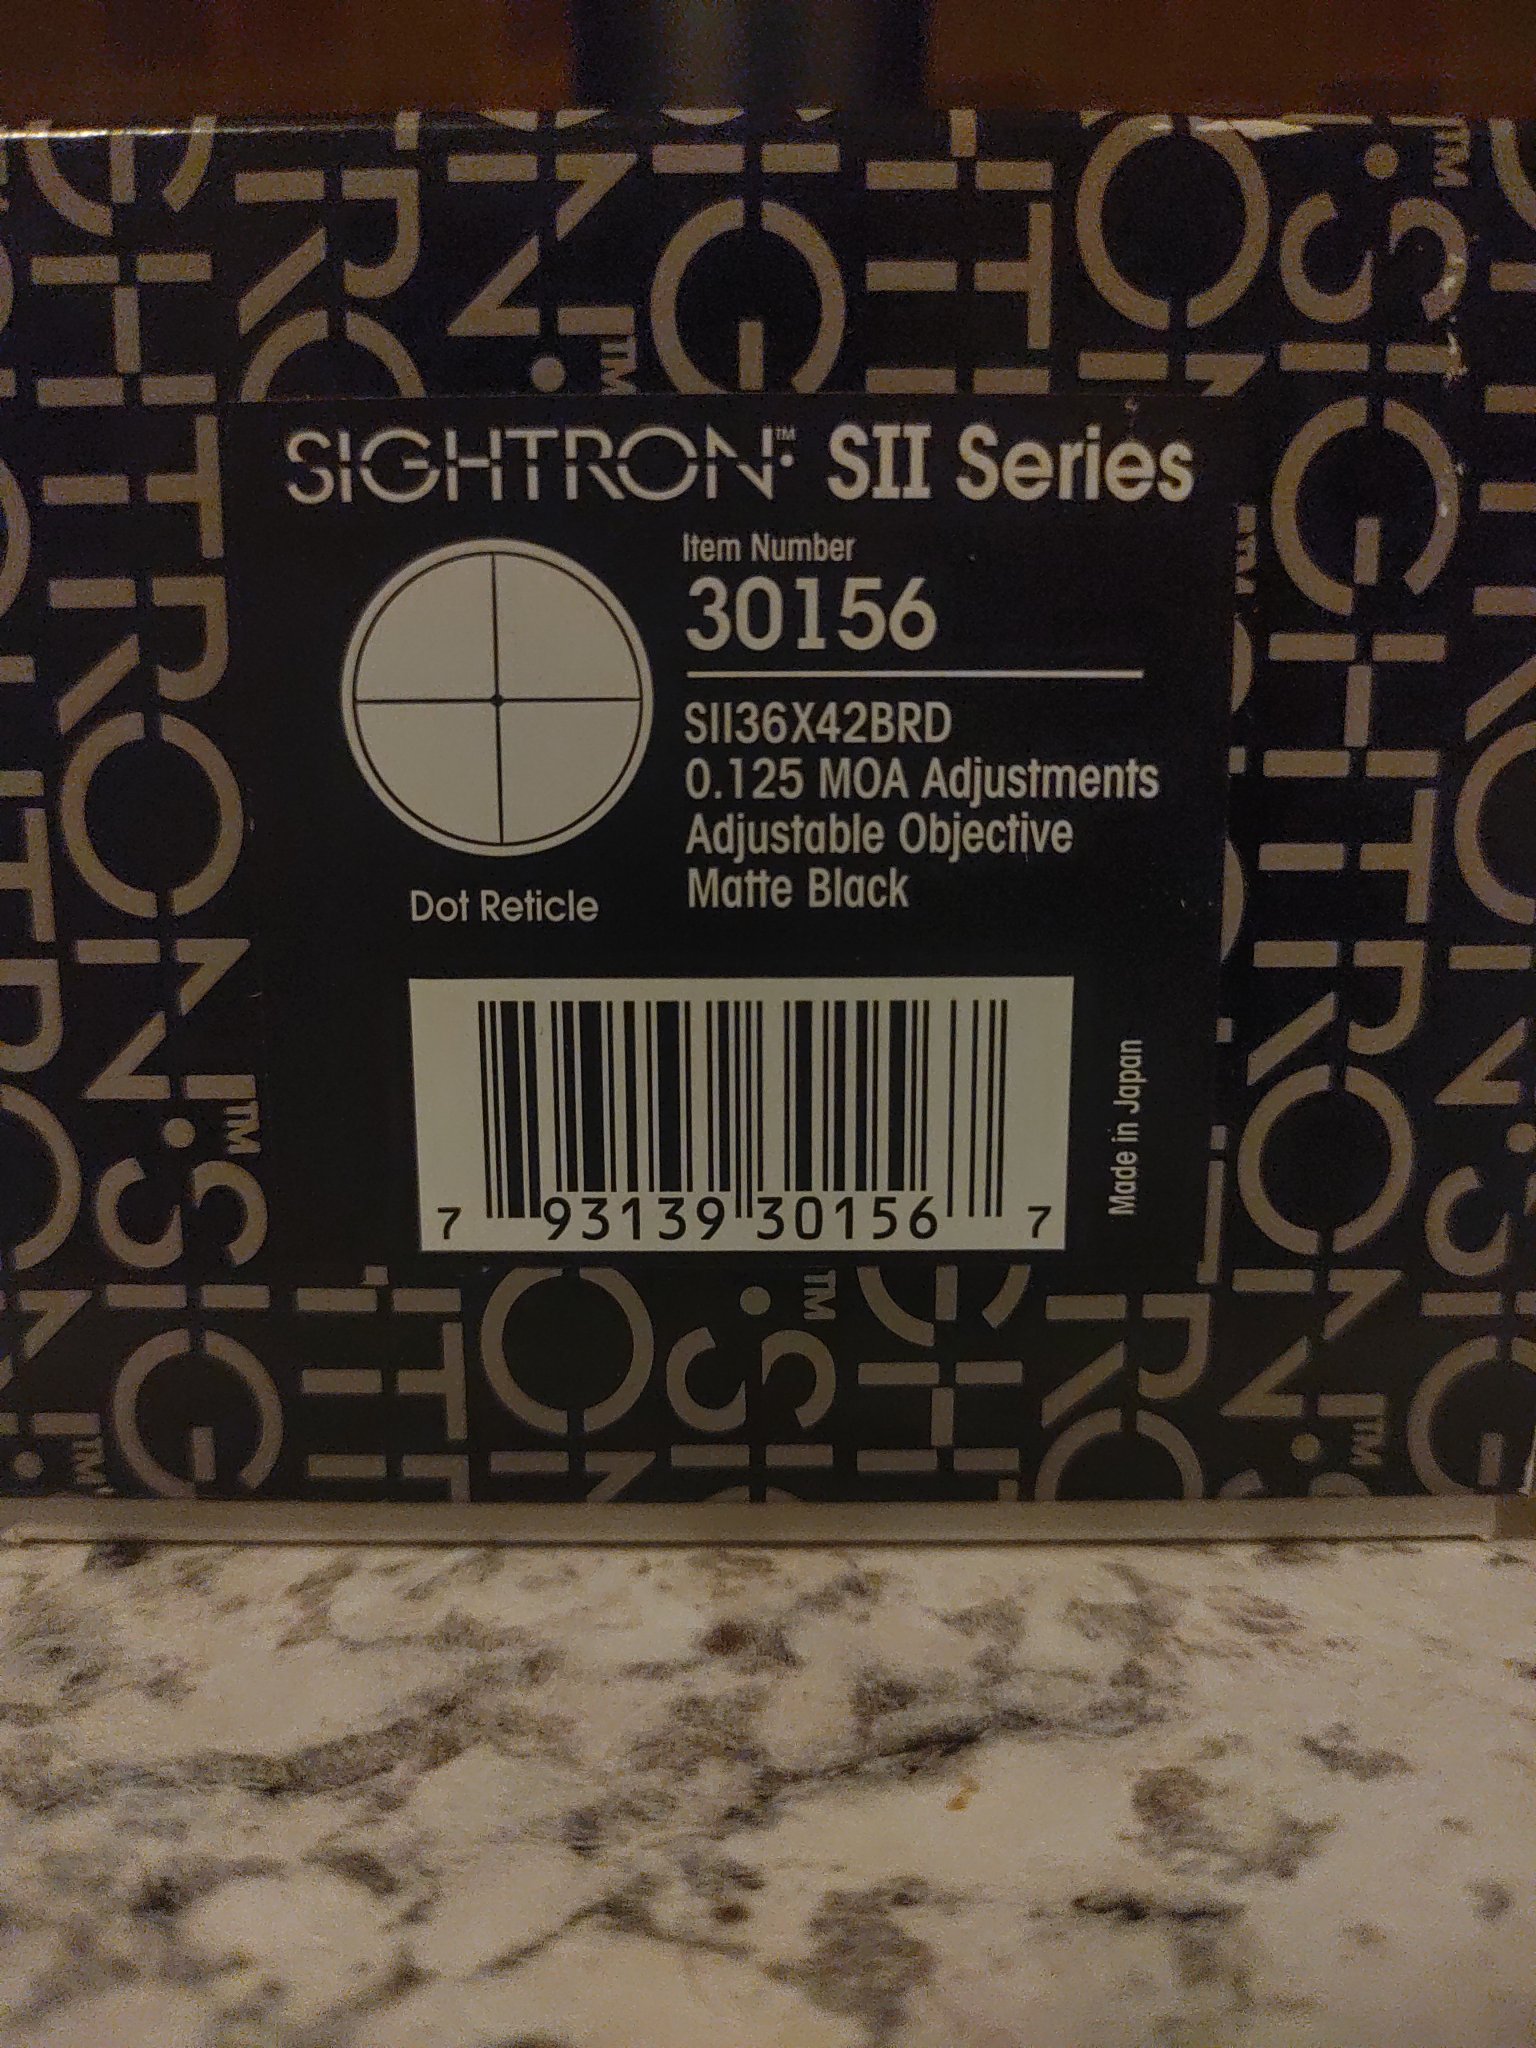 SIGHTRON™ SII Series
Item Number
30156
SII36X42BRD
0.125 MOA Adjustments
Adjustable Objective
Matte Black
Dot Reticle
7 93139 30156 7
Made in Japan